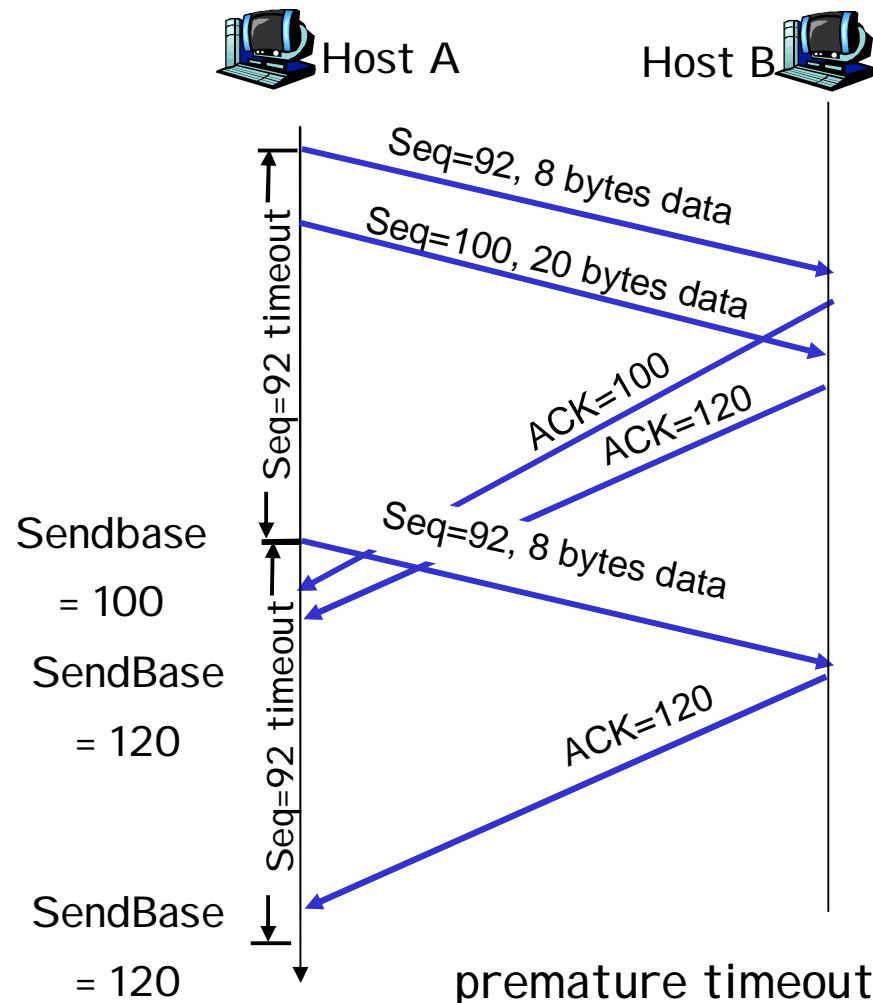 Host A
Host B
Seq=92, 8 bytes data
Seq=100, 20 bytes data
Seq=92 timeout
ACK=100
ACK=120
Seq=92, 8 bytes data
Sendbase
= 100
SendBase
= 120
Seq=92 timeout
ACK=120
SendBase
= 120
premature timeout